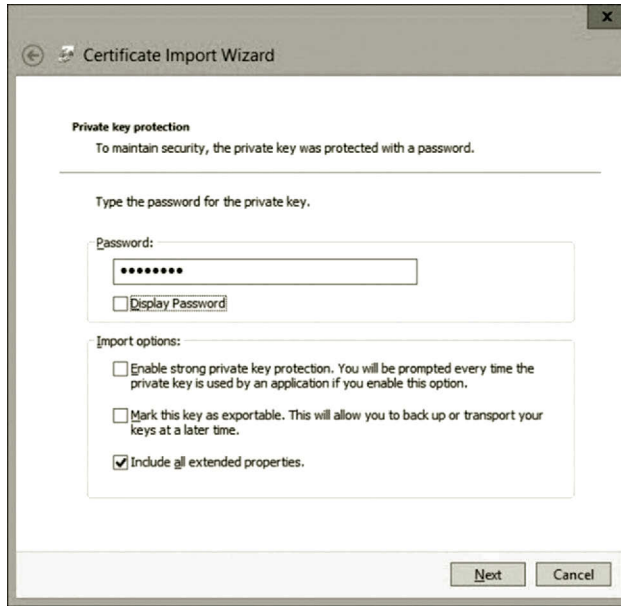 x
Certificate Import Wizard
Private key protection
To maintain security, the private key was protected with a password.
Type the password for the private key.
Password:
••••••••
Display Password
Import options:
Enable strong private key protection. You will be prompted every time the
private key is used by an application if you enable this option.
Mark this key as exportable. This will allow you to back up or transport your
keys at a later time.
Include all extended properties.
Next Cancel